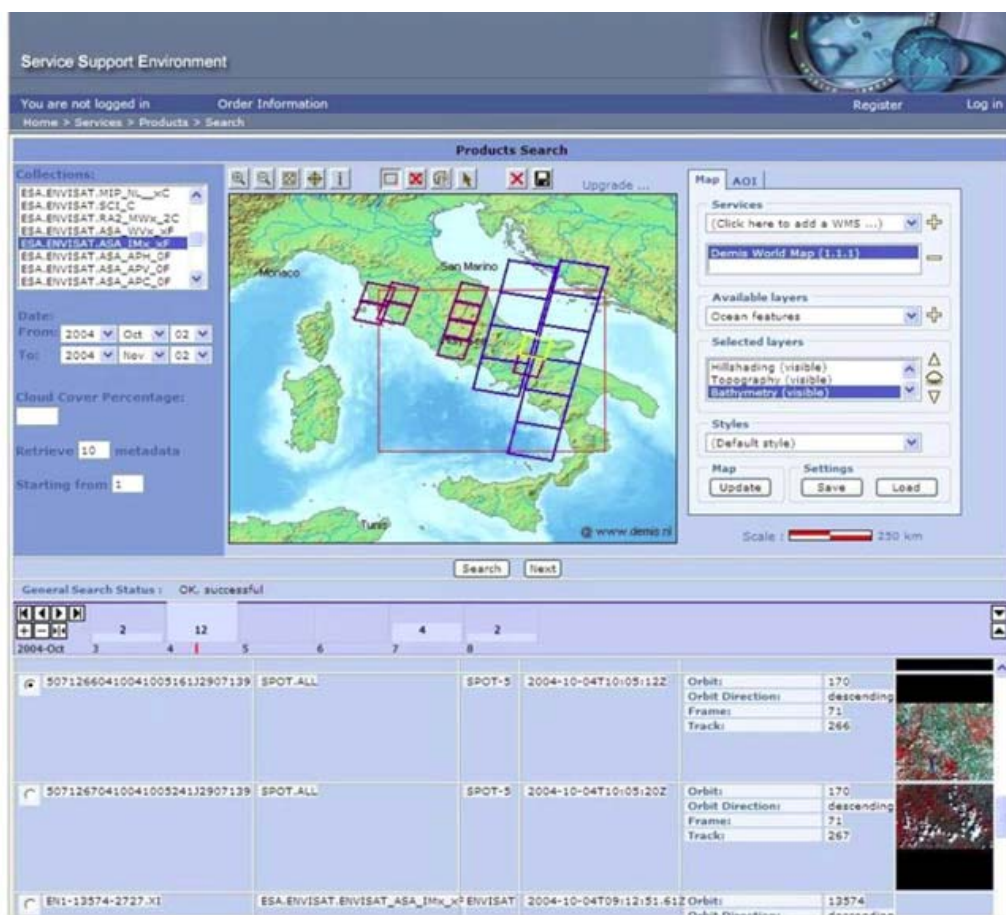 Service Support Environment
You are not logged in Order Information Register Log in
Home > Services > Products > Search
Products Search
Collections:
ESA.ENVISAT.MIP_NL__xC
ESA.ENVISAT.SCI_C
ESA.ENVISAT.RA2_MWx_2C
ESA.ENVISAT.ASA_WVx_xF
ESA.ENVISAT.ASA_IMx_xF
ESA.ENVISAT.ASA_APH_0F
ESA.ENVISAT.ASA_APV_0F
ESA.ENVISAT.ASA_APC_0F
Date:
From: 2004 Oct 02
To: 2004 Nov 02
Cloud Cover Percentage:
Retrieve 10 metadata
Starting from 1
Upgrade ...
Monaco
San Marino
Tunis
@ www.demis.nl
Map AOI
Services
(Click here to add a WMS ...)
Demis World Map (1.1.1)
Available layers
Ocean features
Selected layers
Hillshading (visible)
Topography (visible)
Bathymetry (visible)
Styles
(Default style)
Map Settings
Update Save Load
Scale : 250 km
Search Next
General Search Status : OK, successful
2 12 4 2
2004-Oct 3 4 5 6 7 8
50712660410041005161J2907139 SPOT.ALL SPOT-5 2004-10-04T10:05:12Z Orbit: 170
Orbit Direction: descending
Frame: 71
Track: 266
50712670410041005241J2907139 SPOT.ALL SPOT-5 2004-10-04T10:05:20Z Orbit: 170
Orbit Direction: descending
Frame: 71
Track: 267
EN1-13574-2727.XI ESA.ENVISAT.ENVISAT_ASA_IMx_xF ENVISAT 2004-10-04T09:12:51.61Z Orbit: 13574
Orbit Direction: descending